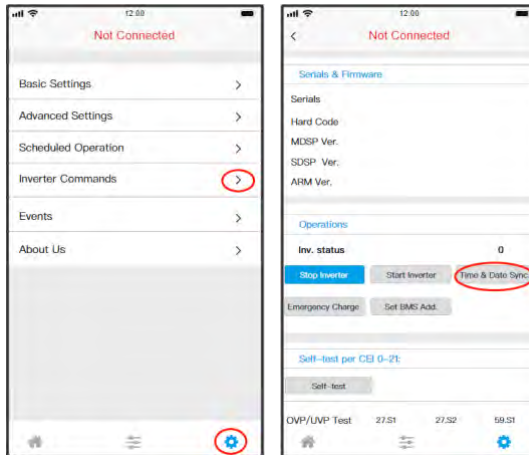 12:00
Not Connected
Basic Settings
Advanced Settings
Scheduled Operation
Inverter Commands
Events
About Us
12:00
Not Connected
Serials & Firmware
Serials
Hard Code
MDSP Ver.
SDSP Ver.
ARM Ver.
Operations
Inv. status 0
Stop Inverter Start Inverter Time & Date Sync
Emergency Charge Set BMS Add.
Self-test per CEI 0-21:
Self-test
OVP/UVP Test 27.S1 27.S2 59.S1